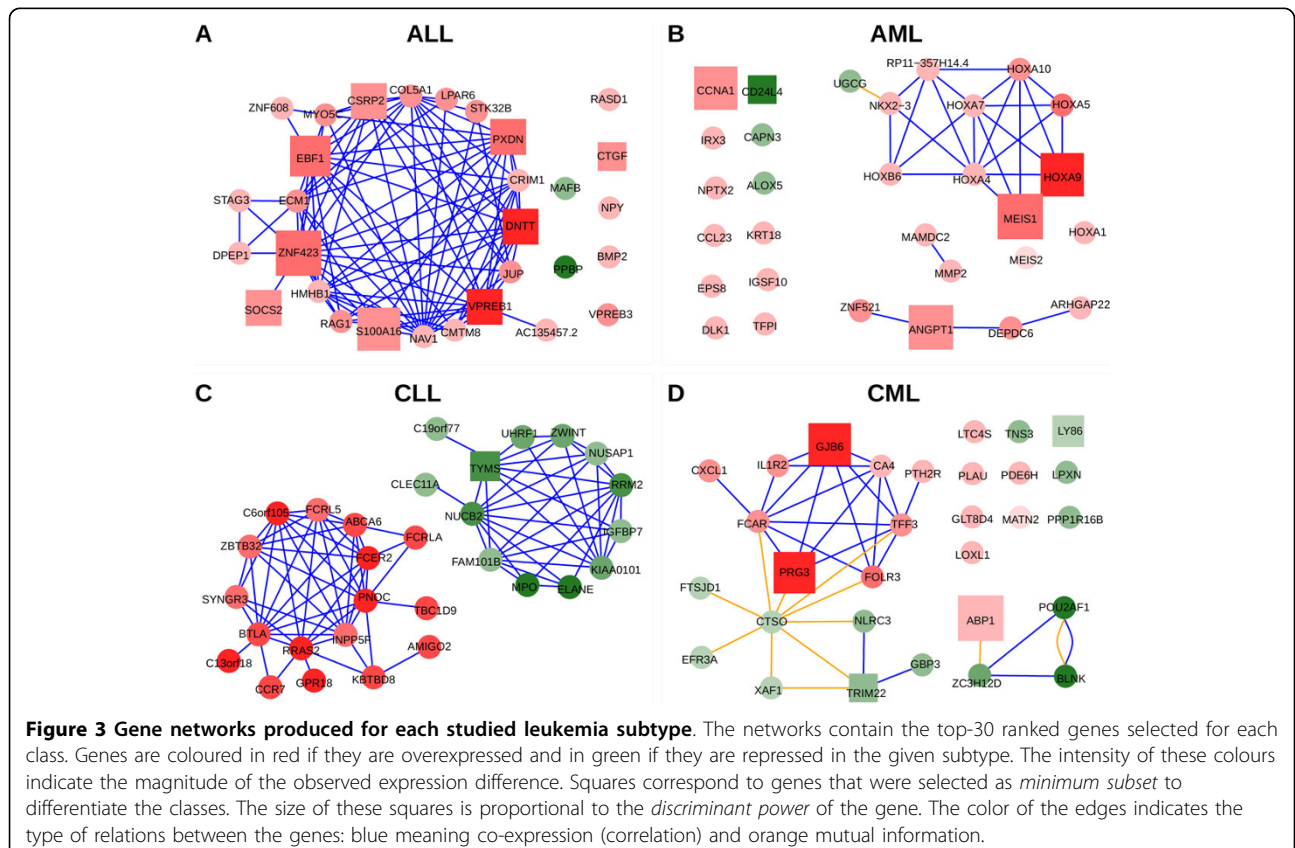 A ALL
COL5A1
LPAR6
CSRP2
STK32B
ZNF608
MYO5C
PXDN
EBF1
CRIM1
STAG3
ECM1
DNTT
DPEP1
ZNF423
JUP
HMHB1
VPREB1
SOCS2
RAG1
S100A16
NAV1
CMTM8
AC135457.2
RASD1
CTGF
MAFB
NPY
BMP2
PPBP
VPREB3
B AML
CCNA1
CD24L4
IRX3
CAPN3
NPTX2
ALOX5
CCL23
KRT18
EPS8
IGSF10
DLK1
TFPI
RP11-357H14.4
HOXA10
UGCG
NKX2-3
HOXA7
HOXA5
HOXB6
HOXA4
HOXA9
MEIS1
HOXA1
MAMDC2
MEIS2
MMP2
ZNF521
ANGPT1
DEPDC6
ARHGAP22
C CLL
C19orf77
UHRF1
ZWINT
NUSAP1
TYMS
CLEC11A
RRM2
NUCB2
IGFBP7
FAM101B
KIAA0101
MPO
ELANE
C6orf105
FCRL5
ABCA6
FCRLA
ZBTB32
FCER2
SYNGR3
PNOC
TBC1D9
BTLA
INPP5F
RRAS2
AMIGO2
C13orf18
CCR7
GPR18
KBTBD8
D CML
GJB6
CXCL1
IL1R2
CA4
PTH2R
FCAR
TFF3
PRG3
FOLR3
FTSJD1
CTSO
NLRC3
EFR3A
GBP3
XAF1
TRIM22
LTC4S
TNS3
LY86
PLAU
PDE6H
LPXN
GLT8D4
MATN2
PPP1R16B
LOXL1
ABP1
POU2AF1
ZC3H12D
BLNK
Figure 3 Gene networks produced for each studied leukemia subtype. The networks contain the top-30 ranked genes selected for each
class. Genes are coloured in red if they are overexpressed and in green if they are repressed in the given subtype. The intensity of these colours
indicate the magnitude of the observed expression difference. Squares correspond to genes that were selected as minimum subset to
differentiate the classes. The size of these squares is proportional to the discriminant power of the gene. The color of the edges indicates the
type of relations between the genes: blue meaning co-expression (correlation) and orange mutual information.